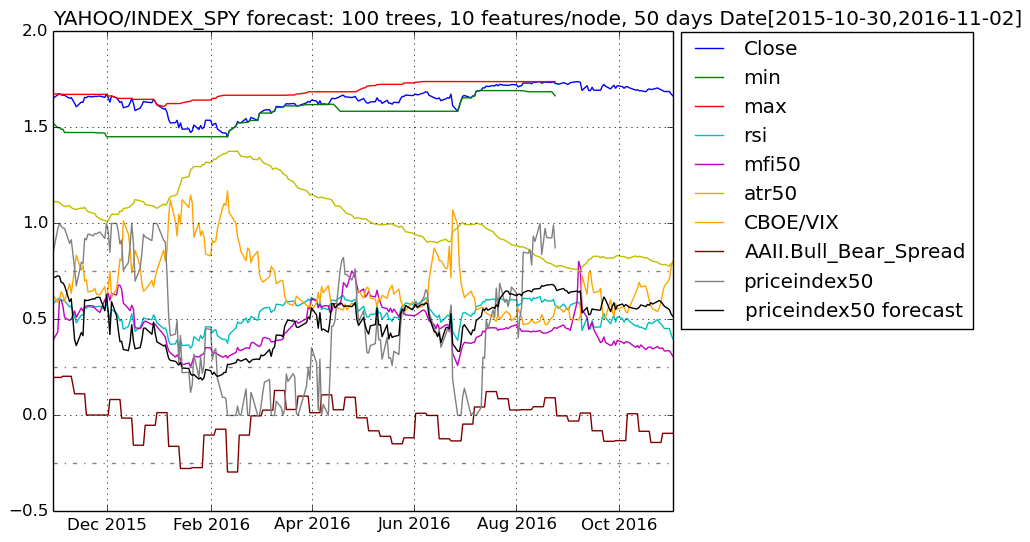 YAHOO/INDEX_SPY forecast: 100 trees, 10 features/node, 50 days Date[2015-10-30,2016-11-02]
2.0
1.5
1.0
0.5
0.0
−0.5
Dec 2015
Feb 2016
Apr 2016
Jun 2016
Aug 2016
Oct 2016
Close
min
max
rsi
mfi50
atr50
CBOE/VIX
AAII.Bull_Bear_Spread
priceindex50
priceindex50 forecast